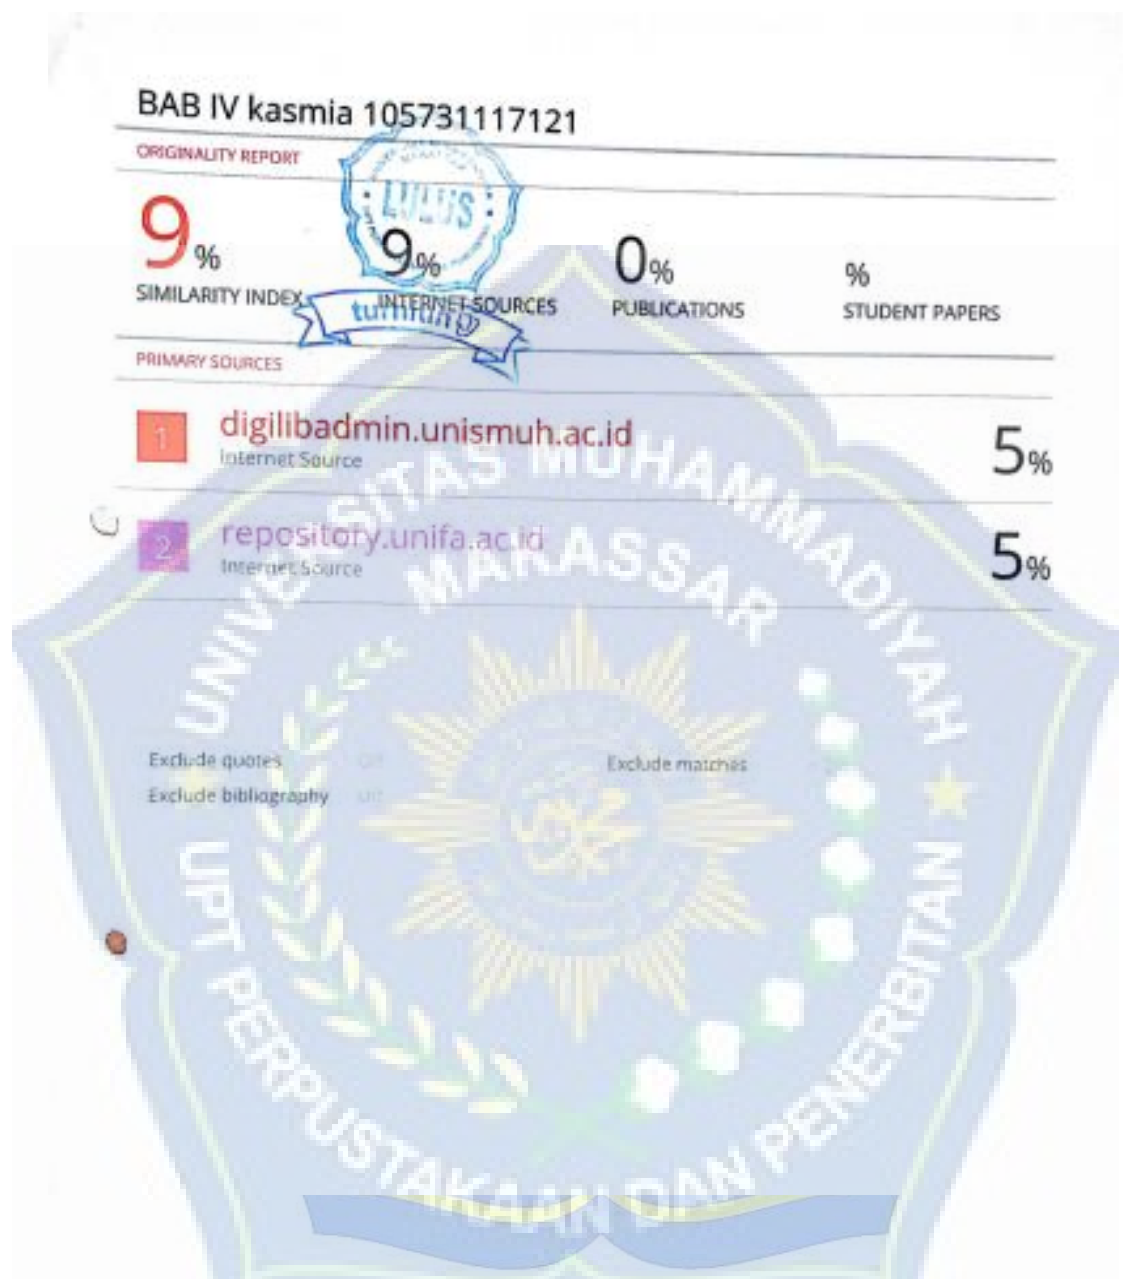 BAB IV kasmia 105731117121
ORIGINALITY REPORT
LULUS
9% 9% 0% %
SIMILARITY INDEX INTERNET SOURCES PUBLICATIONS STUDENT PAPERS
turnitin
PRIMARY SOURCES
1 digilibadmin.unismuh.ac.id 5%
Internet Source
2 repository.unifa.ac.id 5%
Internet Source
UNIVERSITAS MUHAMMADIYAH
MAKASSAR
Exclude quotes Off Exclude matches
Exclude bibliography Off
UPT PERPUSTAKAAN DAN PENERBITAN